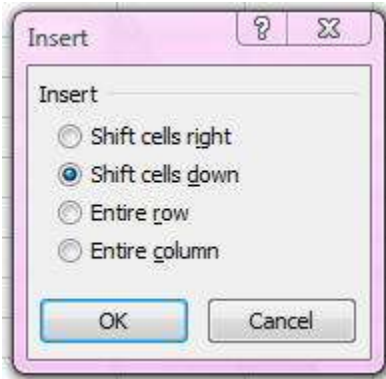 Insert
Insert
Shift cells right
Shift cells down
Entire row
Entire column
OK
Cancel